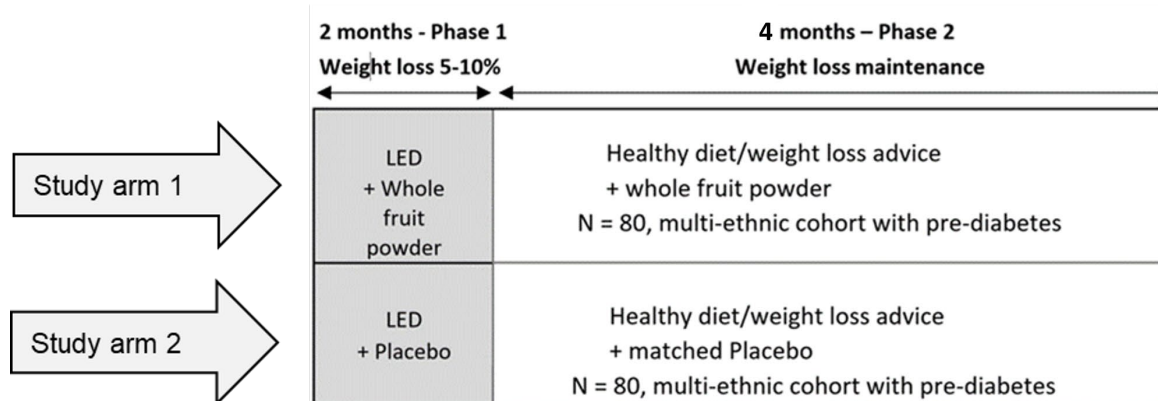 2 months - Phase 1
Weight loss 5-10%
4 months – Phase 2
Weight loss maintenance
Study arm 1
LED
+ Whole
fruit
powder
Healthy diet/weight loss advice
+ whole fruit powder
N = 80, multi-ethnic cohort with pre-diabetes
Study arm 2
LED
+ Placebo
Healthy diet/weight loss advice
+ matched Placebo
N = 80, multi-ethnic cohort with pre-diabetes